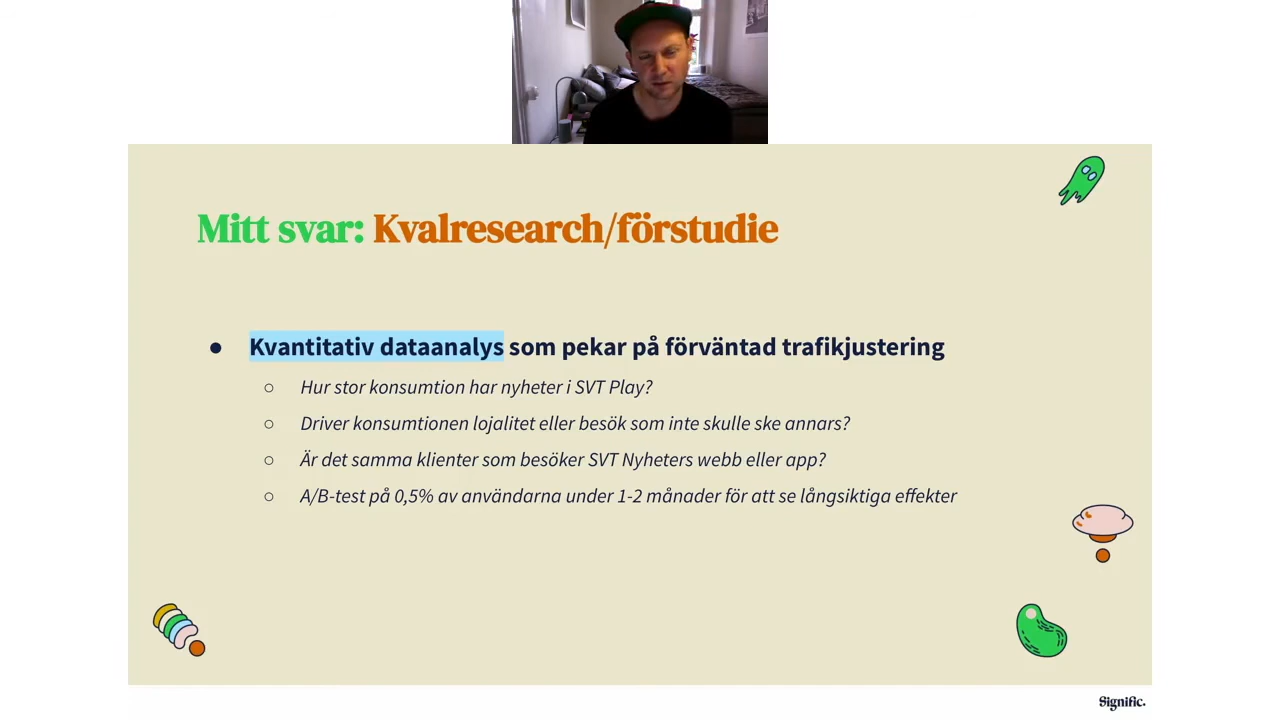 Mitt svar: Kvalresearch/förstudie
● Kvantitativ dataanalys som pekar på förväntad trafikjustering
○ Hur stor konsumtion har nyheter i SVT Play?
○ Driver konsumtionen lojalitet eller besök som inte skulle ske annars?
○ Är det samma klienter som besöker SVT Nyheters webb eller app?
○ A/B-test på 0,5% av användarna under 1-2 månader för att se långsiktiga effekter
Signific.